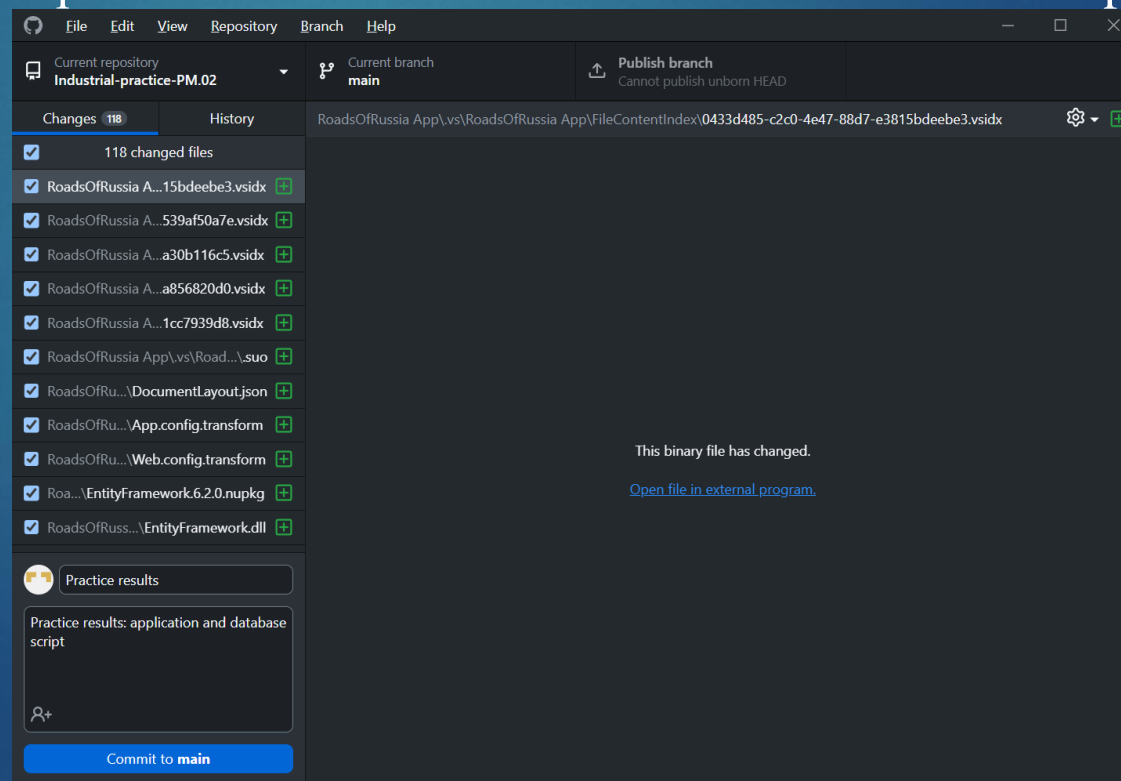 File Edit View Repository Branch Help
Current repository
Industrial-practice-PM.02
Current branch
main
Publish branch
Cannot publish unborn HEAD
Changes 118 History
RoadsOfRussia App\.vs\RoadsOfRussia App\FileContentIndex\0433d485-c2c0-4e47-88d7-e3815bdeebe3.vsidx
118 changed files
RoadsOfRussia A...15bdeebe3.vsidx
RoadsOfRussia A...539af50a7e.vsidx
RoadsOfRussia A...a30b116c5.vsidx
RoadsOfRussia A...a856820d0.vsidx
RoadsOfRussia A...1cc7939d8.vsidx
RoadsOfRussia App\.vs\Road...\.suo
RoadsOfRu...\DocumentLayout.json
RoadsOfRu...\App.config.transform
RoadsOfRu...\Web.config.transform
Roa...\EntityFramework.6.2.0.nupkg
RoadsOfRuss...\EntityFramework.dll
This binary file has changed.
Open file in external program.
Practice results
Practice results: application and database
script
Commit to main